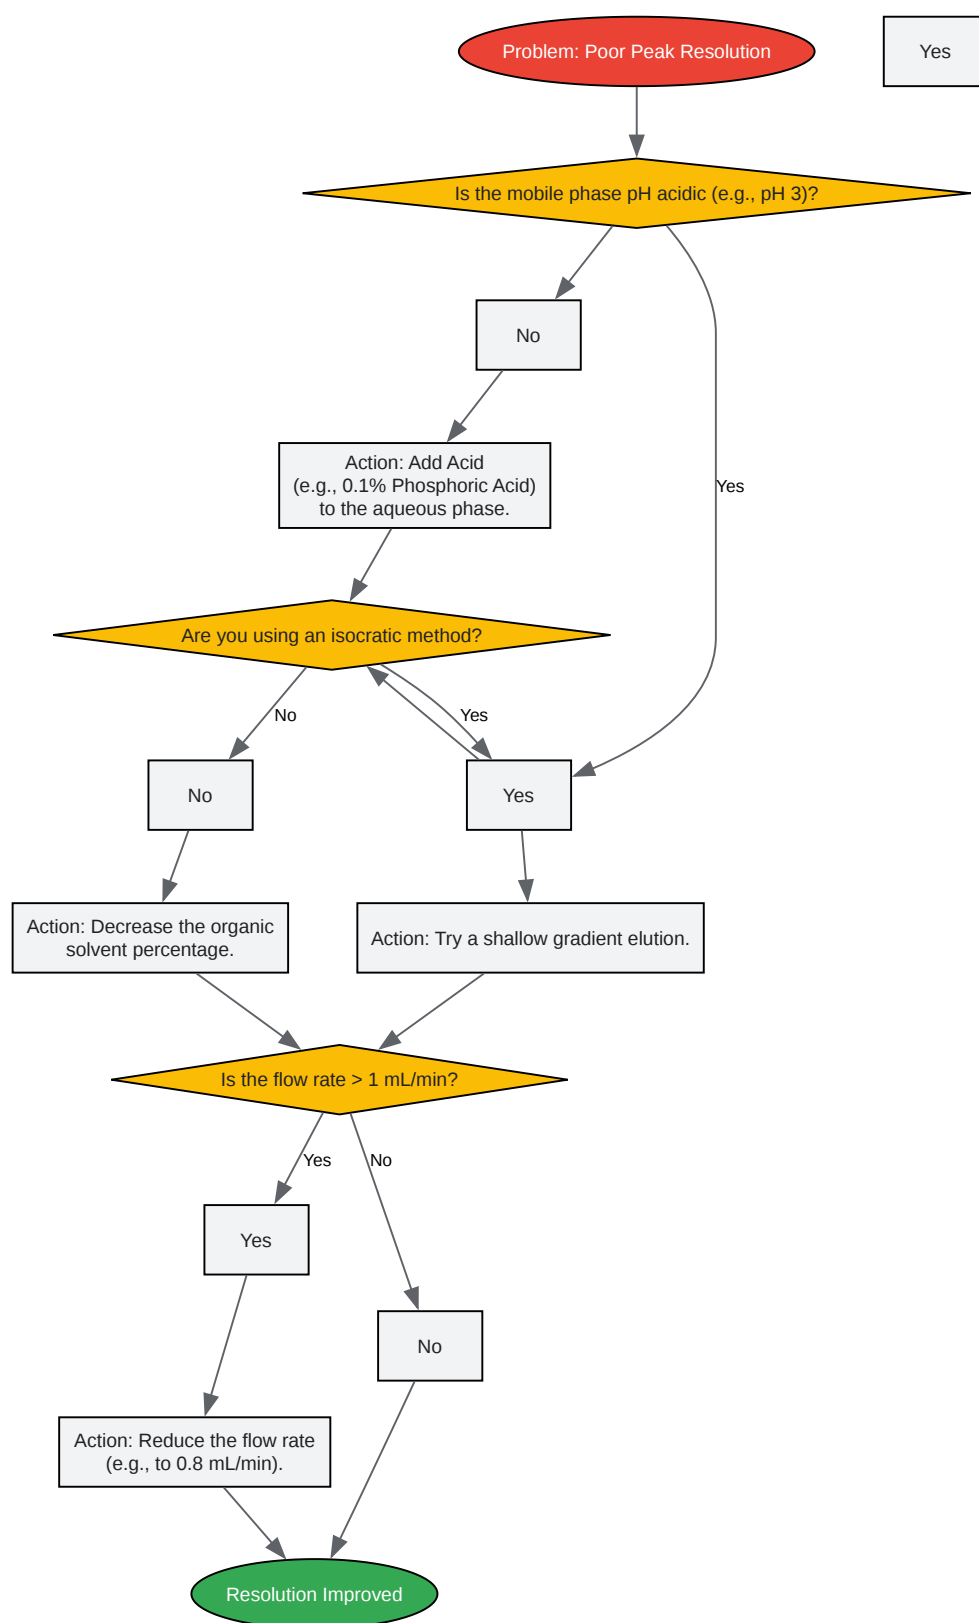 Problem: Poor Peak Resolution
Yes
Is the mobile phase pH acidic (e.g., pH 3)?
No
Action: Add Acid
(e.g., 0.1% Phosphoric Acid)
to the aqueous phase.
Yes
Are you using an isocratic method?
No
Yes
No
Yes
Action: Decrease the organic
solvent percentage.
Action: Try a shallow gradient elution.
Is the flow rate > 1 mL/min?
Yes
No
Yes
No
Action: Reduce the flow rate
(e.g., to 0.8 mL/min).
Resolution Improved